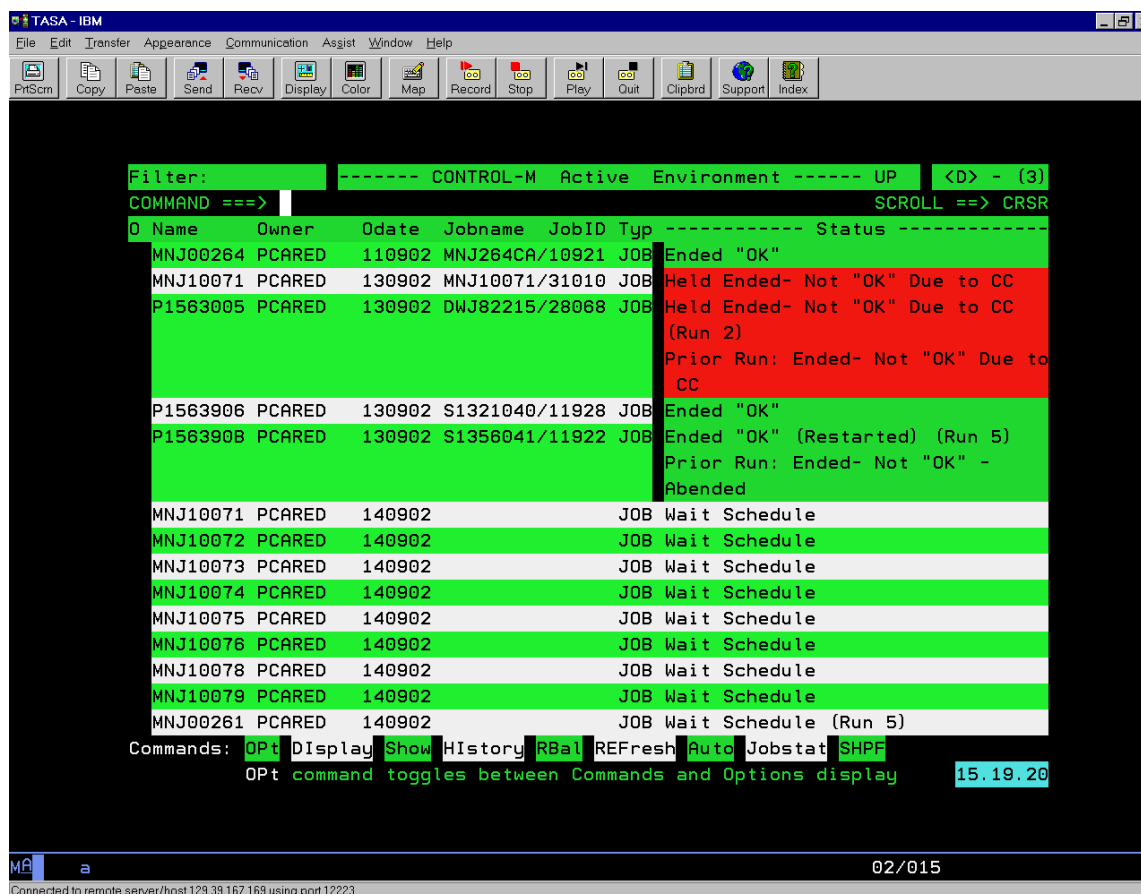 TASA - IBM
File Edit Transfer Appearance Communication Assist Window Help
PrtScrn Copy Paste Send Recv Display Color Map Record Stop Play Quit Clipbrd Support Index
Filter: ------- CONTROL-M Active Environment ------ UP <D> - (3)
COMMAND ===> SCROLL ==> CRSR
O Name Owner Odate Jobname JobID Typ ------------ Status -------------
MNJ00264 PCARED 110902 MNJ264CA/10921 JOB Ended "OK"
MNJ10071 PCARED 130902 MNJ10071/31010 JOB Held Ended- Not "OK" Due to CC
P1563005 PCARED 130902 DWJ82215/28068 JOB Held Ended- Not "OK" Due to CC
(Run 2)
Prior Run: Ended- Not "OK" Due to
CC
P1563906 PCARED 130902 S1321040/11928 JOB Ended "OK"
P156390B PCARED 130902 S1356041/11922 JOB Ended "OK" (Restarted) (Run 5)
Prior Run: Ended- Not "OK" -
Abended
MNJ10071 PCARED 140902 JOB Wait Schedule
MNJ10072 PCARED 140902 JOB Wait Schedule
MNJ10073 PCARED 140902 JOB Wait Schedule
MNJ10074 PCARED 140902 JOB Wait Schedule
MNJ10075 PCARED 140902 JOB Wait Schedule
MNJ10076 PCARED 140902 JOB Wait Schedule
MNJ10078 PCARED 140902 JOB Wait Schedule
MNJ10079 PCARED 140902 JOB Wait Schedule
MNJ00261 PCARED 140902 JOB Wait Schedule (Run 5)
Commands: OPt DIsplay Show HIstory RBal REFresh Auto Jobstat SHPF
OPt command toggles between Commands and Options display 15.19.20
MA a 02/015
Connected to remote server/host 129.39.167.169 using port 12223